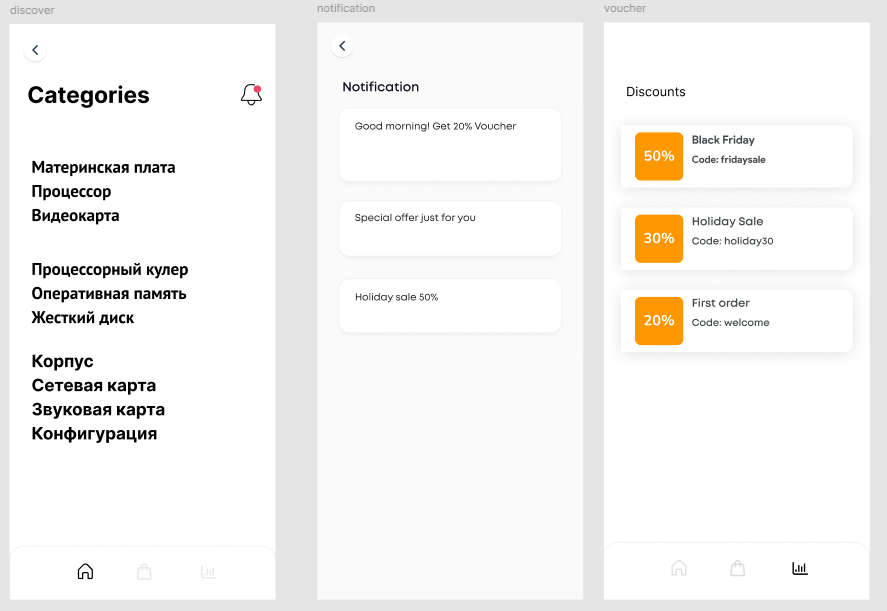 discover
Categories
Материнская плата
Процессор
Видеокарта
Процессорный кулер
Оперативная память
Жесткий диск
Корпус
Сетевая карта
Звуковая карта
Конфигурация
notification
Notification
Good morning! Get 20% Voucher
Special offer just for you
Holiday sale 50%
voucher
Discounts
50%
Black Friday
Code: fridaysale
30%
Holiday Sale
Code: holiday30
20%
First order
Code: welcome